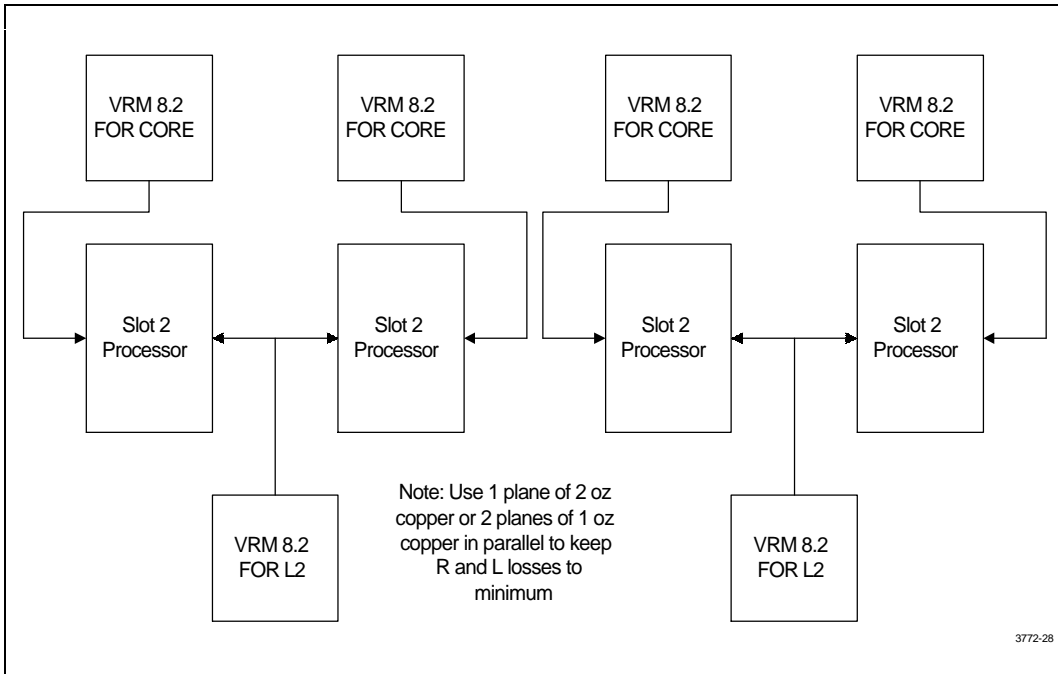 VRM 8.2
FOR CORE
VRM 8.2
FOR CORE
VRM 8.2
FOR CORE
VRM 8.2
FOR CORE
Slot 2
Processor
Slot 2
Processor
Slot 2
Processor
Slot 2
Processor
VRM 8.2
FOR L2
Note: Use 1 plane of 2 oz
copper or 2 planes of 1 oz
copper in parallel to keep
R and L losses to
minimum
VRM 8.2
FOR L2
3772-28